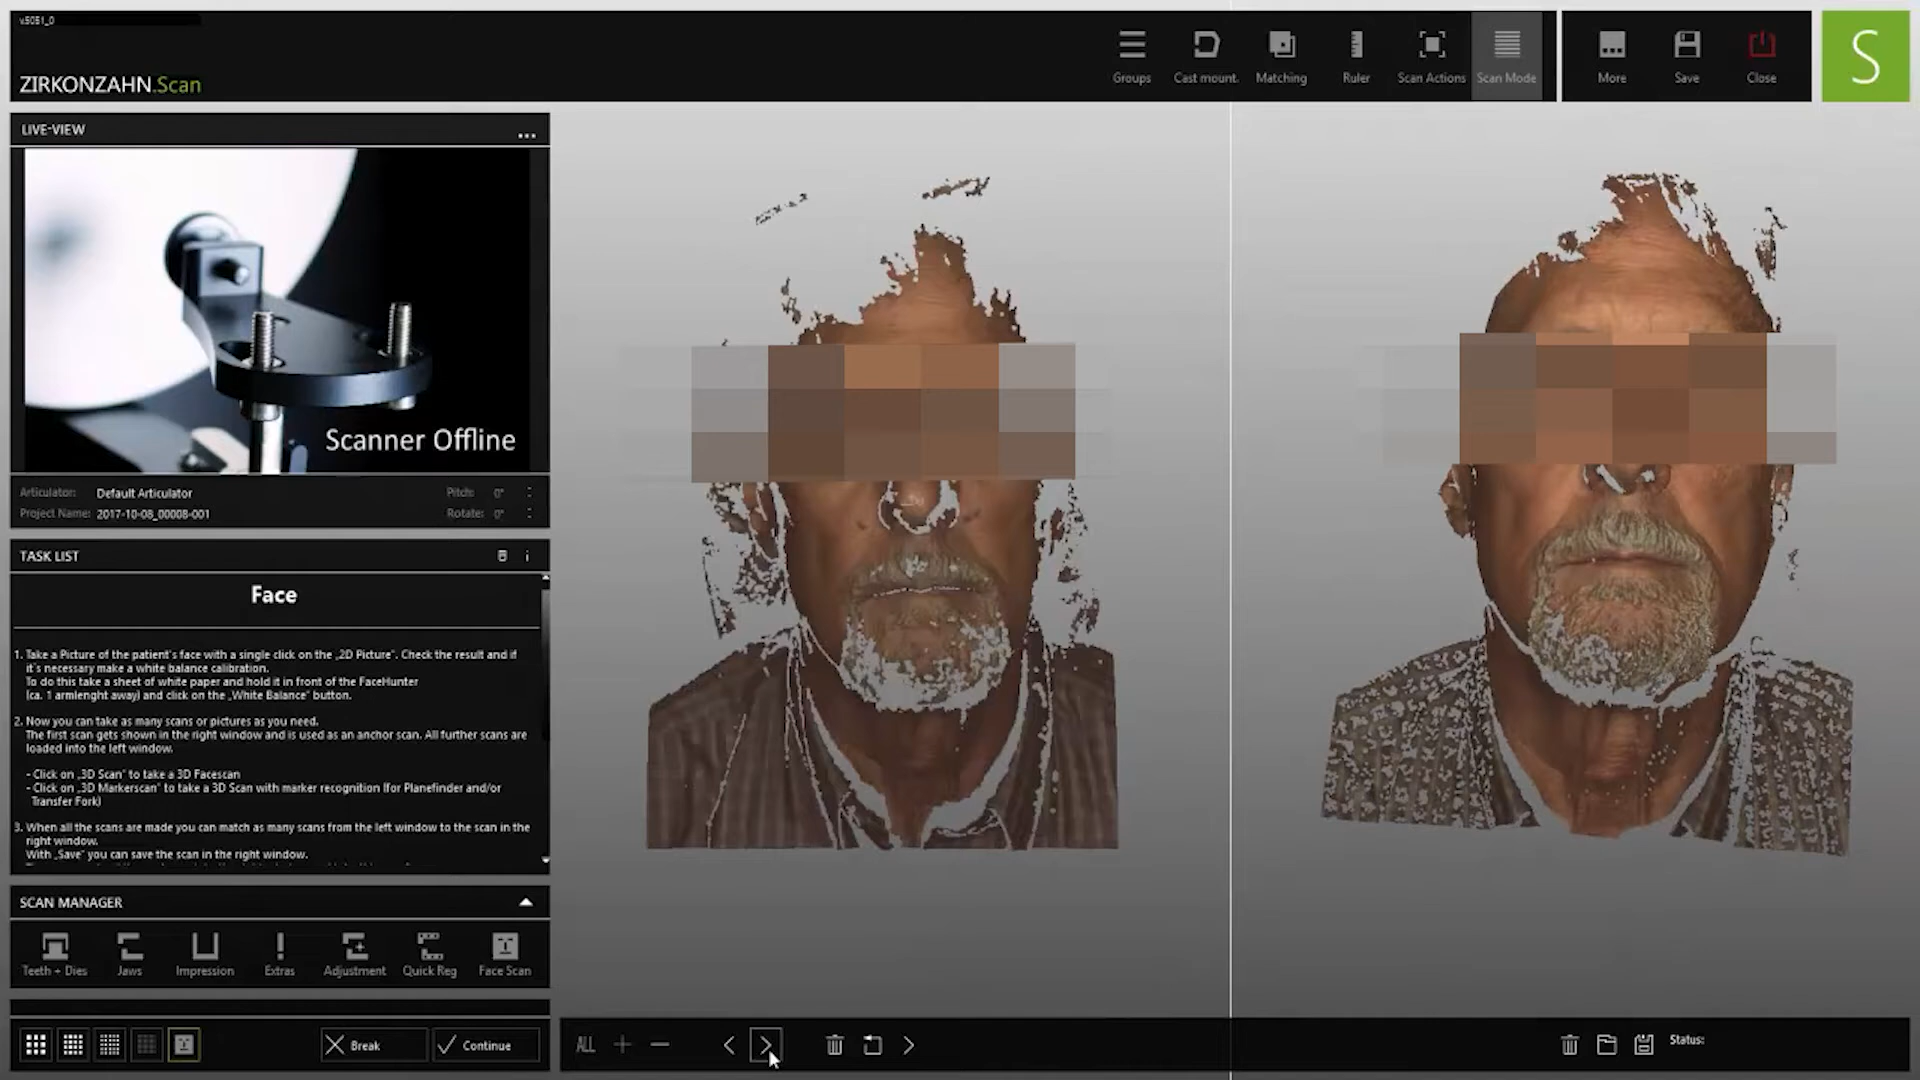 v.5051_0
ZIRKONZAHN.Scan
Groups
Cast mount.
Matching
Ruler
Scan Actions
Scan Mode
More
Save
Close
S
LIVE-VIEW
...
Scanner Offline
Articulator: Default Articulator
Pitch: 0°
Project Name: 2017-10-08_00008-001
Rotate: 0°
TASK LIST
Face
1. Take a Picture of the patient's face with a single click on the „2D Picture". Check the result and if
it's necessary make a white balance calibration.
To do this take a sheet of white paper and hold it in front of the FaceHunter
(ca. 1 armlenght away) and click on the „White Balance" button.
2. Now you can take as many scans or pictures as you need.
The first scan gets shown in the right window and is used as an anchor scan. All further scans are
loaded into the left window.
- Click on „3D Scan" to take a 3D Facescan
- Click on „3D Markerscan" to take a 3D Scan with marker recognition (for Planefinder and/or
Transfer Fork)
3. When all the scans are made you can match as many scans from the left window to the scan in the
right window.
With „Save" you can save the scan in the right window.
SCAN MANAGER
Teeth + Dies
Jaws
Impression
Extras
Adjustment
Quick Reg
Face Scan
Break
Continue
ALL
Status: